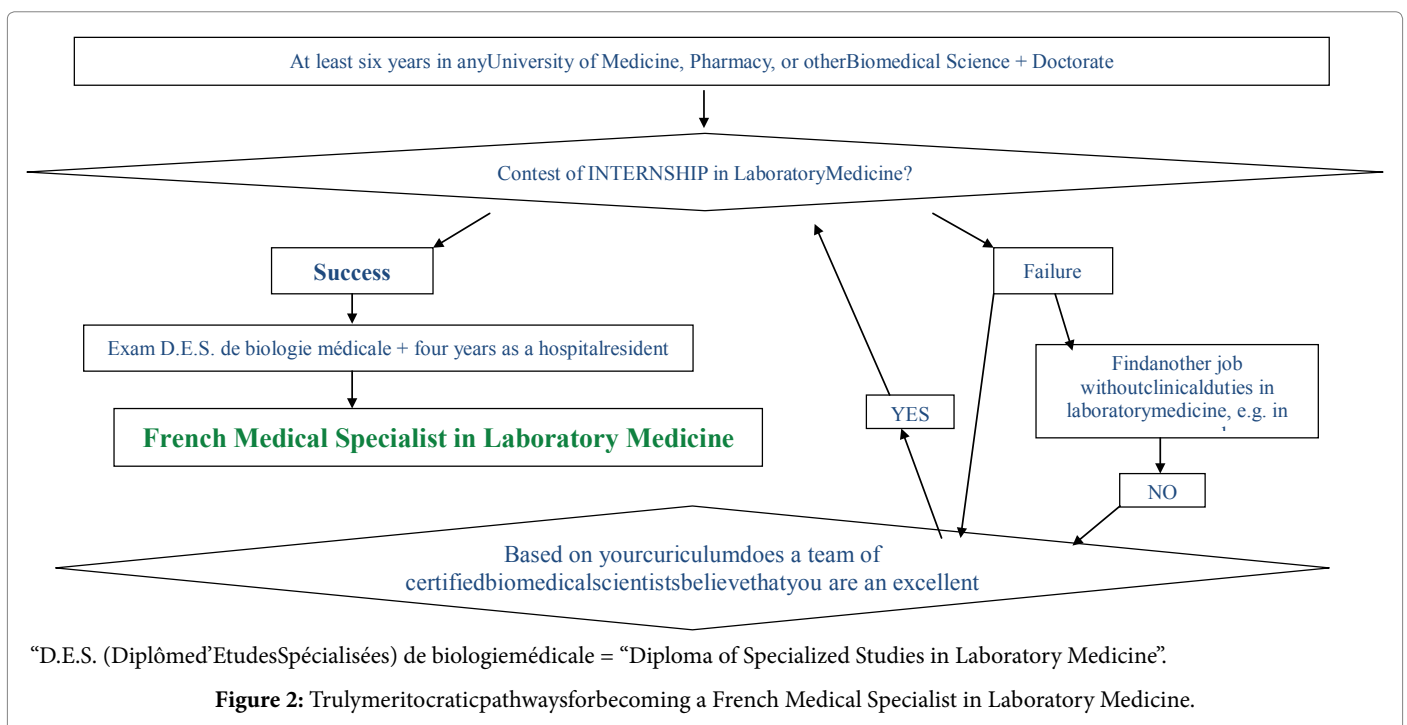 At least six years in anyUniversity of Medicine, Pharmacy, or otherBiomedical Science + Doctorate
Contest of INTERNSHIP in LaboratoryMedicine?
Success
Failure
Exam D.E.S. de biologie médicale + four years as a hospitalresident
Findanother job
withoutclinicalduties in
laboratorymedicine, e.g. in
French Medical Specialist in Laboratory Medicine
YES
NO
Based on yourcuriculumdoes a team of
certifiedbiomedicalscientistsbelievethatyou are an excellent
“D.E.S. (Diplômed’EtudesSpécialisées) de biologiemédicale = “Diploma of Specialized Studies in Laboratory Medicine”.
Figure 2: Trulymeritocraticpathwaysforbecoming a French Medical Specialist in Laboratory Medicine.